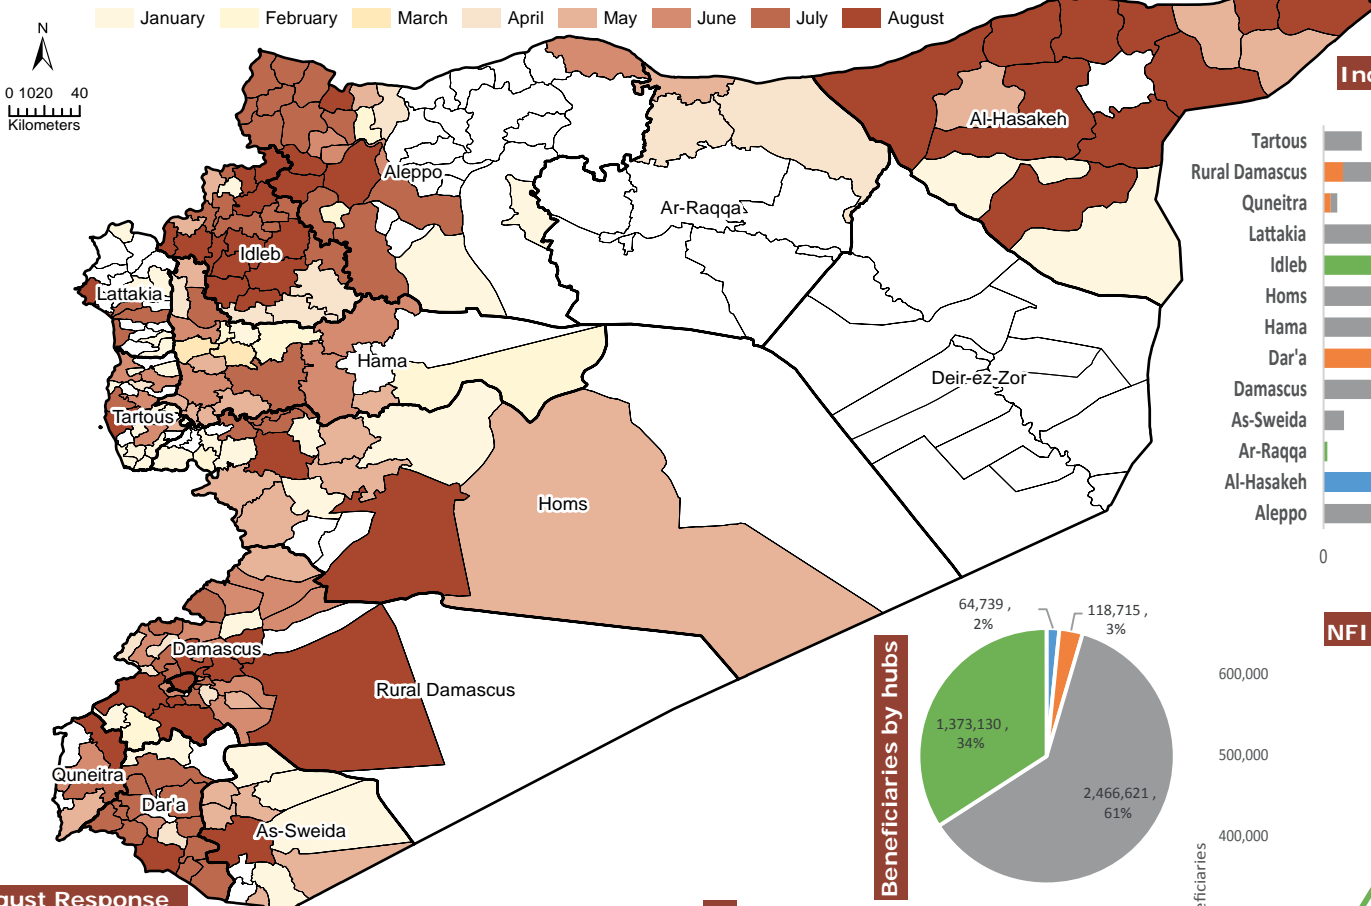 January February March April May June July August
N
0 1020 40
Kilometers
Al-Hasakeh
Aleppo
Ar-Raqqa
Idleb
Lattakia
Hama
Deir-ez-Zor
Tartous
Homs
Damascus
Rural Damascus
Quneitra
Dar'a
As-Sweida
Tartous
Rural Damascus
Quneitra
Lattakia
Idleb
Homs
Hama
Dar'a
Damascus
As-Sweida
Ar-Raqqa
Al-Hasakeh
Aleppo
0
Beneficiaries by hubs
64,739 ,
2%
118,715 ,
3%
1,373,130 ,
34%
2,466,621 ,
61%
NFI
600,000
500,000
400,000
Response